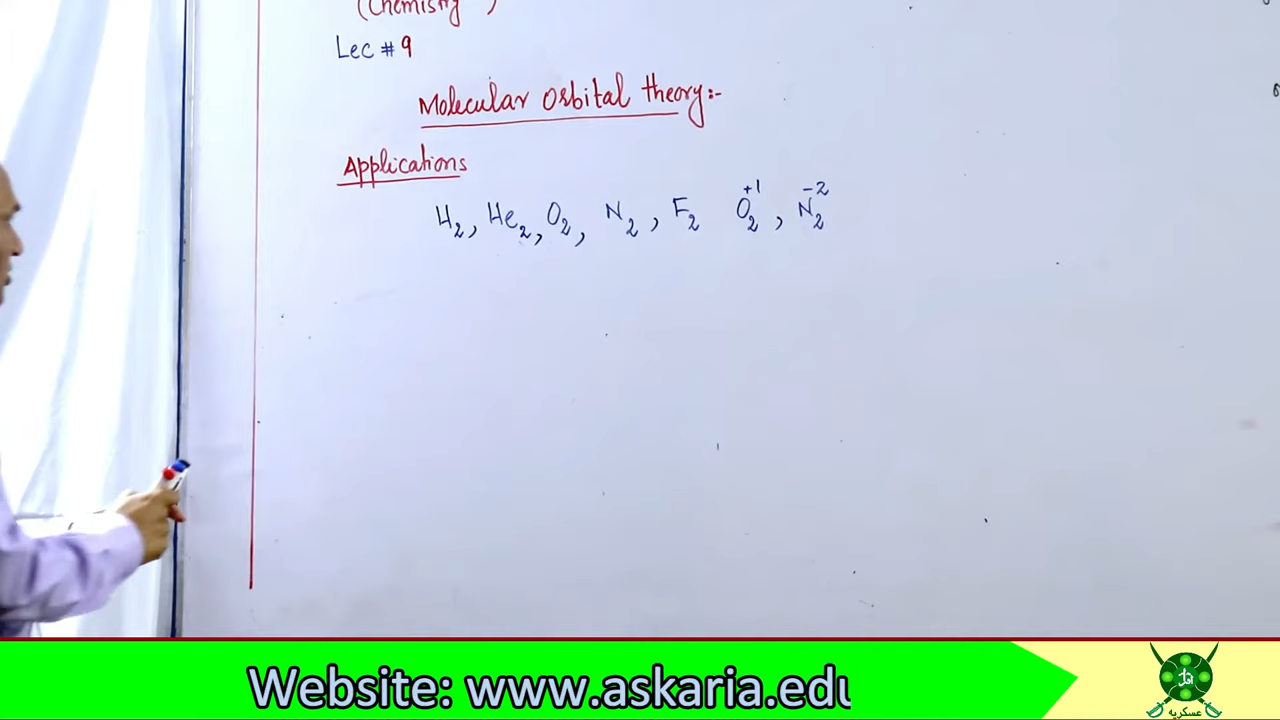 (Chemistry)
Lec # 9
Molecular Orbital theory:-
Applications
H₂, He₂, O₂, N₂, F₂ O₂⁺¹, N₂⁻²
Website: www.askaria.edu
عسکریہ